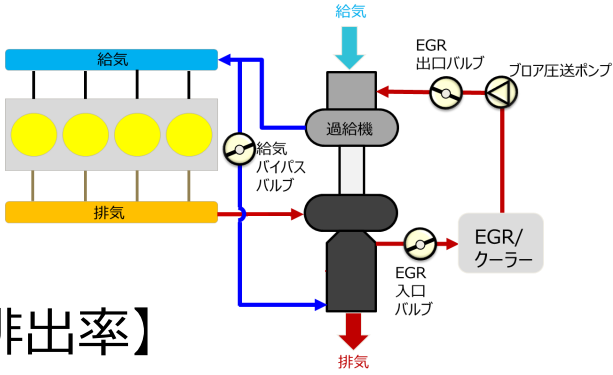 給気
EGR
出口バルブ
ブロア圧送ポンプ
給気
過給機
給気
バイパス
バルブ
排気
EGR/
クーラー
EGR
入口
バルブ
排出率】
排気